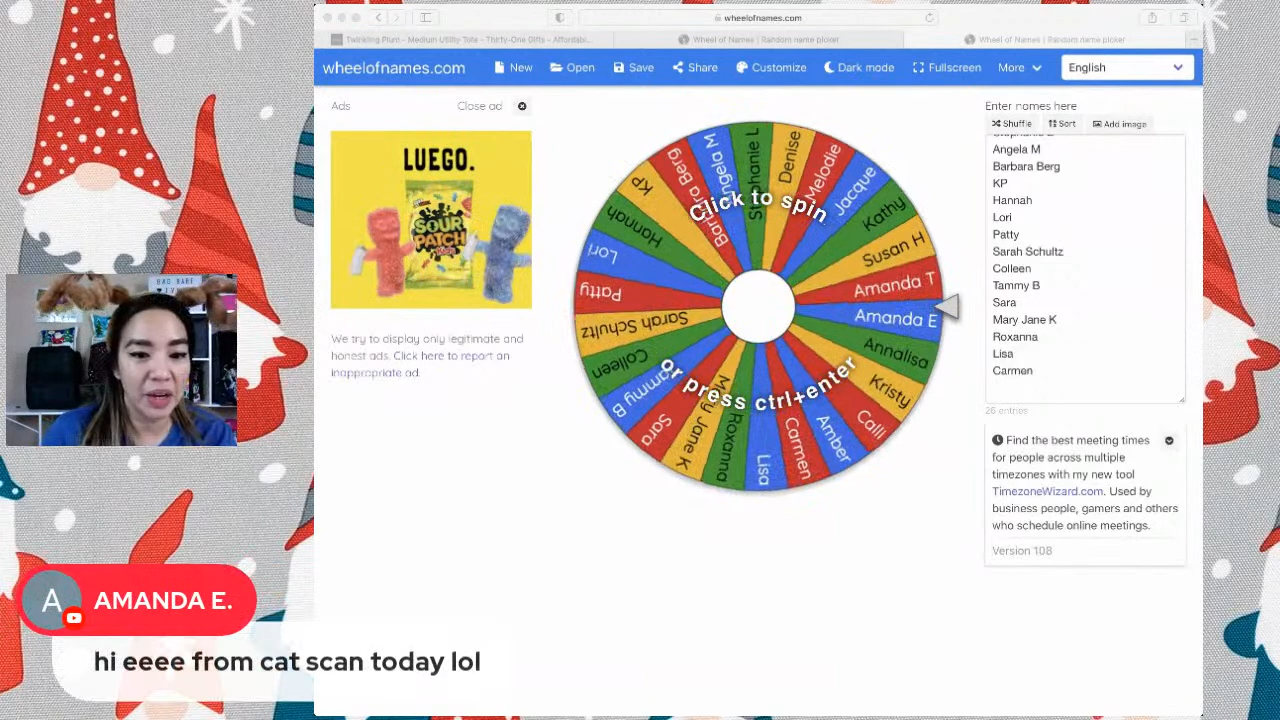 wheelofnames.com
Twinkling Plum - Medium Utility Tote - Thirty-One Gifts - Affordabl...
Wheel of Names | Random name picker
Wheel of Names | Random name picker
wheelofnames.com
New
Open
Save
Share
Customize
Dark mode
Fullscreen
More
English
Ads
Close ad
LUEGO.
SOUR
PATCH
We try to display only legitimate and
honest ads. Click here to report an
inappropriate ad.
Click to spin
or press ctrl+enter
Denise
Melodie
Jacque
Kathy
Susan H
Amanda T
Amanda E
Annalisa
Kristy
Calli
Amber
Carmen
Lisa
Mary Jane K
Sara
Tammy B
Colleen
Sarah Schultz
Patty
Lori
Hannah
KP
Barbara Berg
Angela M
Stephanie L
Enter names here
Shuffle
Sort
Add image
Angela M
Barbara Berg
KP
Hannah
Lori
Patty
Sarah Schultz
Colleen
Tammy B
Sara
Mary Jane K
Roxanna
Lisa
Carmen
26 entries
Find the best meeting times
for people across multiple
timezones with my new tool
TimezoneWizard.com. Used by
business people, gamers and others
who schedule online meetings.
Version 108
A
AMANDA E.
hi eeee from cat scan today lol